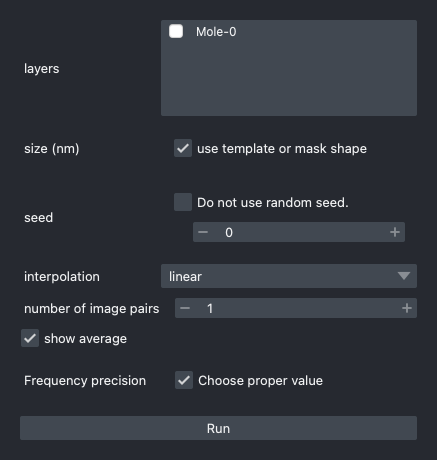 layers
Mole-0
size (nm)
use template or mask shape
seed
Do not use random seed.
0
interpolation
linear
number of image pairs
1
show average
Frequency precision
Choose proper value
Run